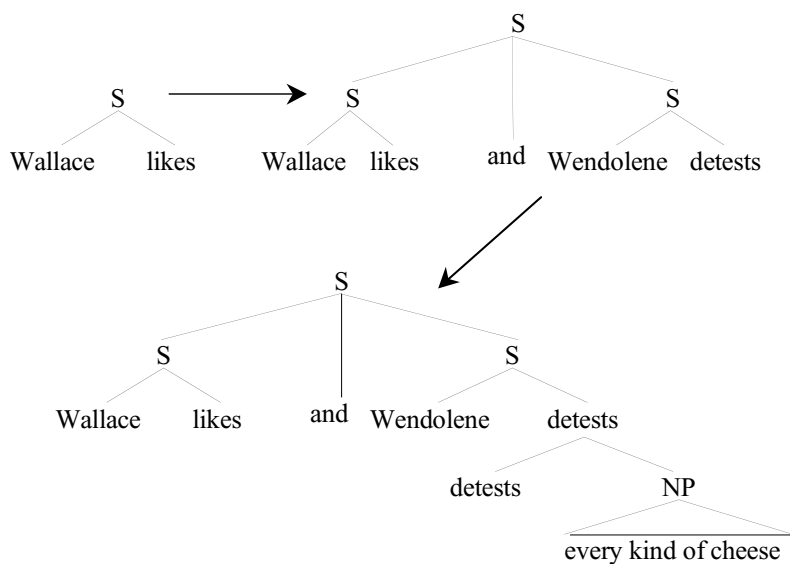 S
S S S
Wallace likes Wallace likes and Wendolene detests
S
S S
Wallace likes and Wendolene detests
detests NP
every kind of cheese